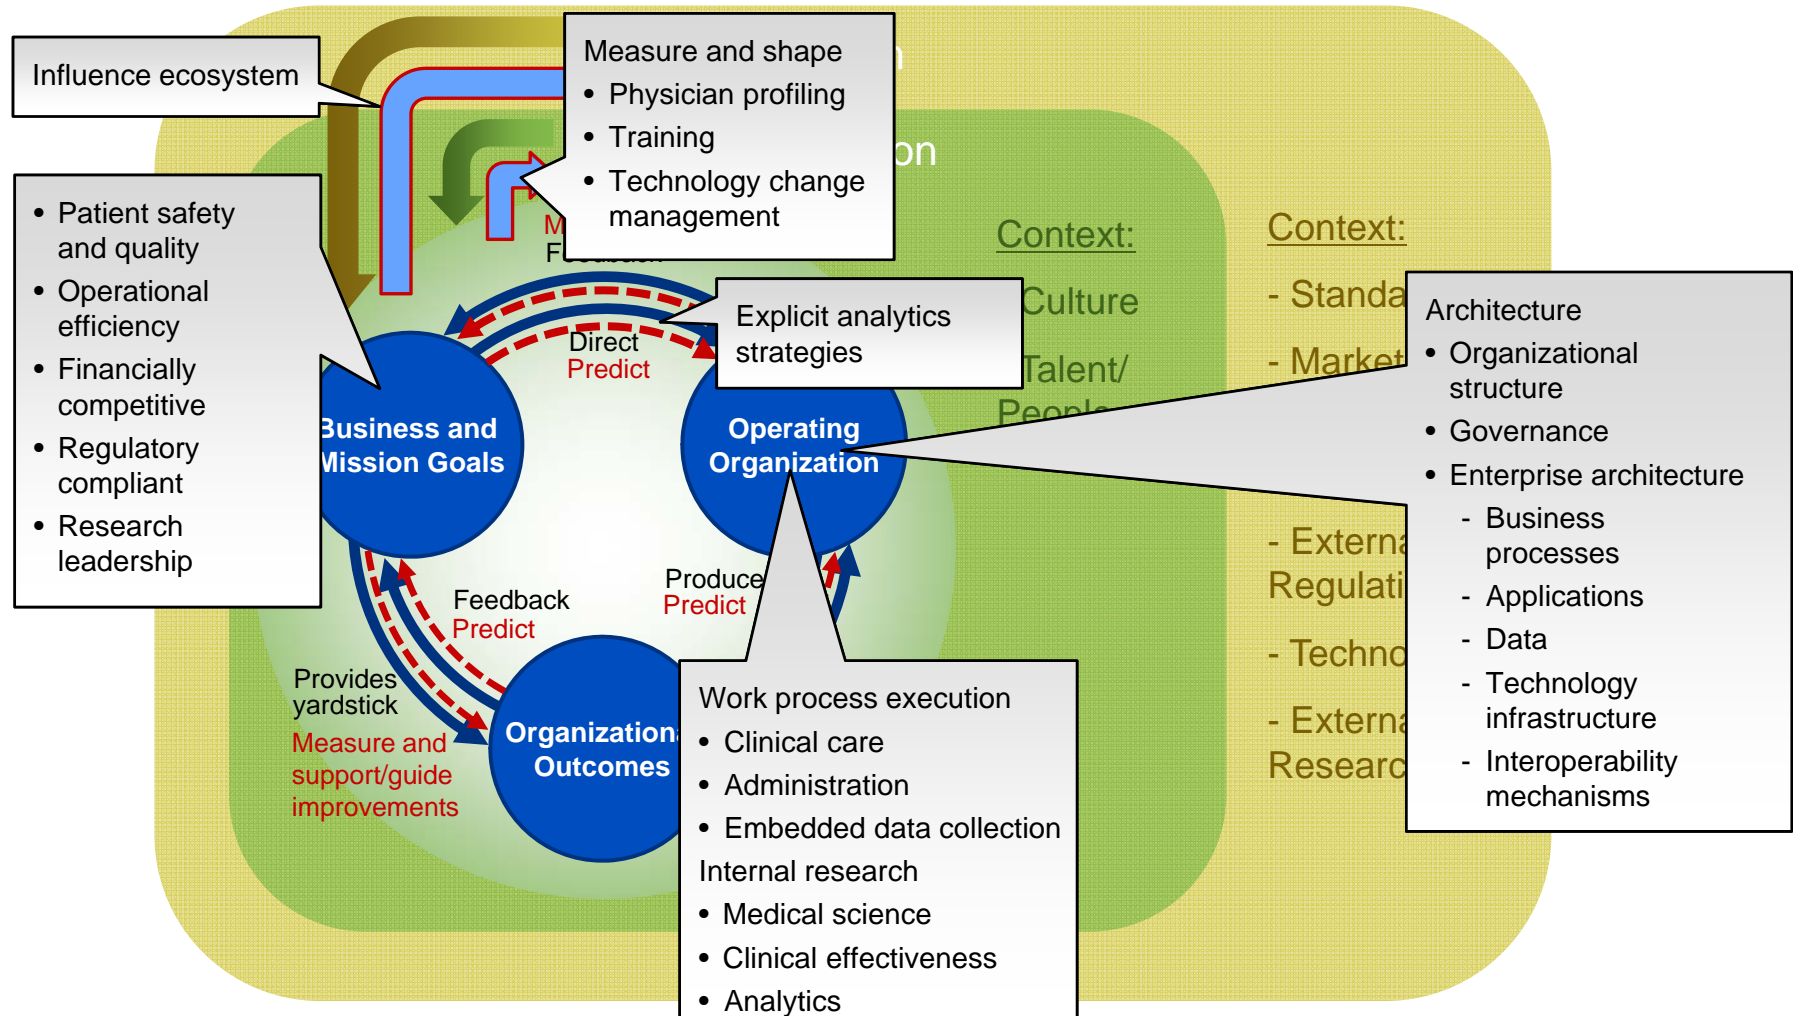 Influence ecosystem
Measure and shape
• Physician profiling
• Training
• Technology change
management
• Patient safety
and quality
• Operational
efficiency
• Financially
competitive
• Regulatory
compliant
• Research
leadership
Explicit analytics
strategies
Direct
Predict
Business and
Mission Goals
Operating
Organization
Feedback
Predict
Produce
Predict
Provides
yardstick
Measure and
support/guide
improvements
Organizational
Outcomes
Work process execution
• Clinical care
• Administration
• Embedded data collection
Internal research
• Medical science
• Clinical effectiveness
• Analytics
Context:
Culture
Talent/
People
Context:
- Standa
- Market
- Externa
Regulati
- Techno
- Externa
Researc
Architecture
• Organizational
structure
• Governance
• Enterprise architecture
- Business
processes
- Applications
- Data
- Technology
infrastructure
- Interoperability
mechanisms